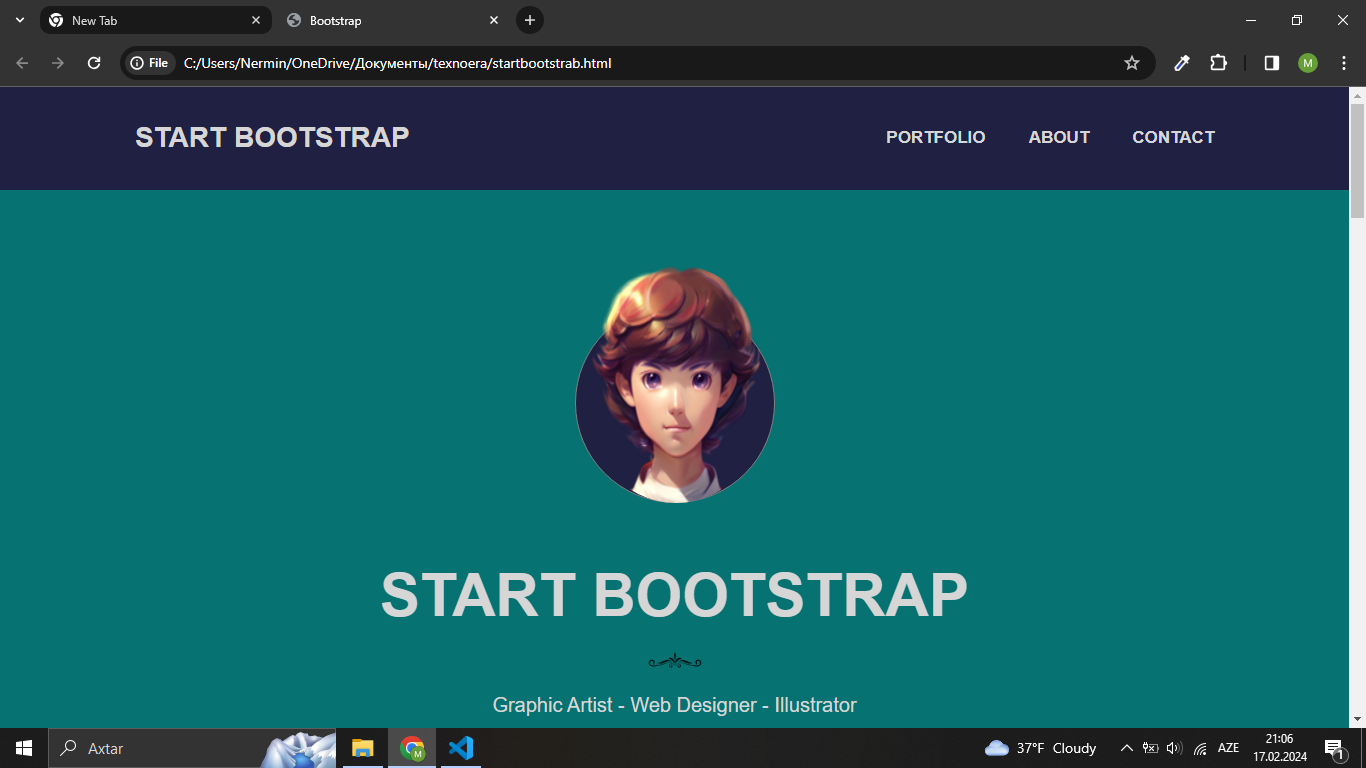 New Tab
Bootstrap
File
C:/Users/Nermin/OneDrive/Документы/texnoera/startbootstrab.html
M
START BOOTSTRAP
PORTFOLIO
ABOUT
CONTACT
START BOOTSTRAP
Graphic Artist - Web Designer - Illustrator
Axtar
M
37°F Cloudy
AZE
21:06
17.02.2024
1